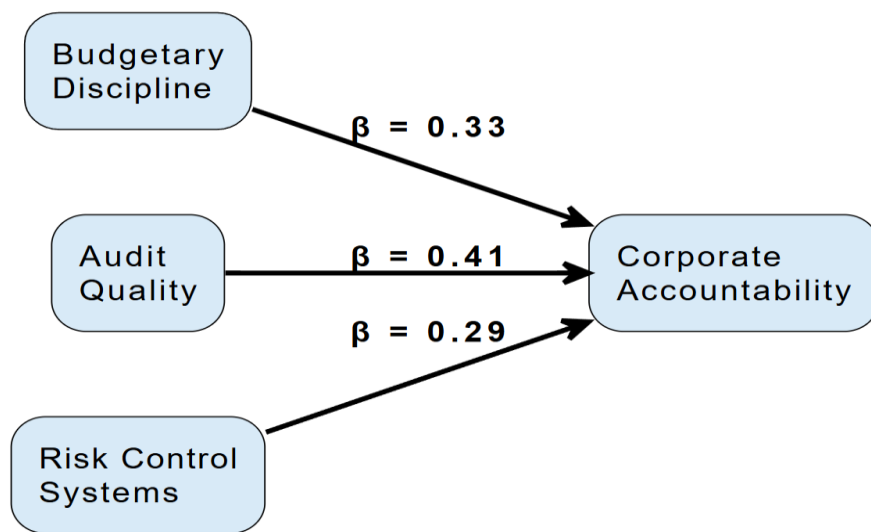 Budgetary
Discipline
β = 0.33
Audit
Quality
β = 0.41
Corporate
Accountability
β = 0.29
Risk Control
Systems